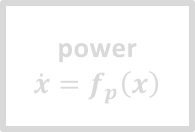 power
ẋ = f_p(x)